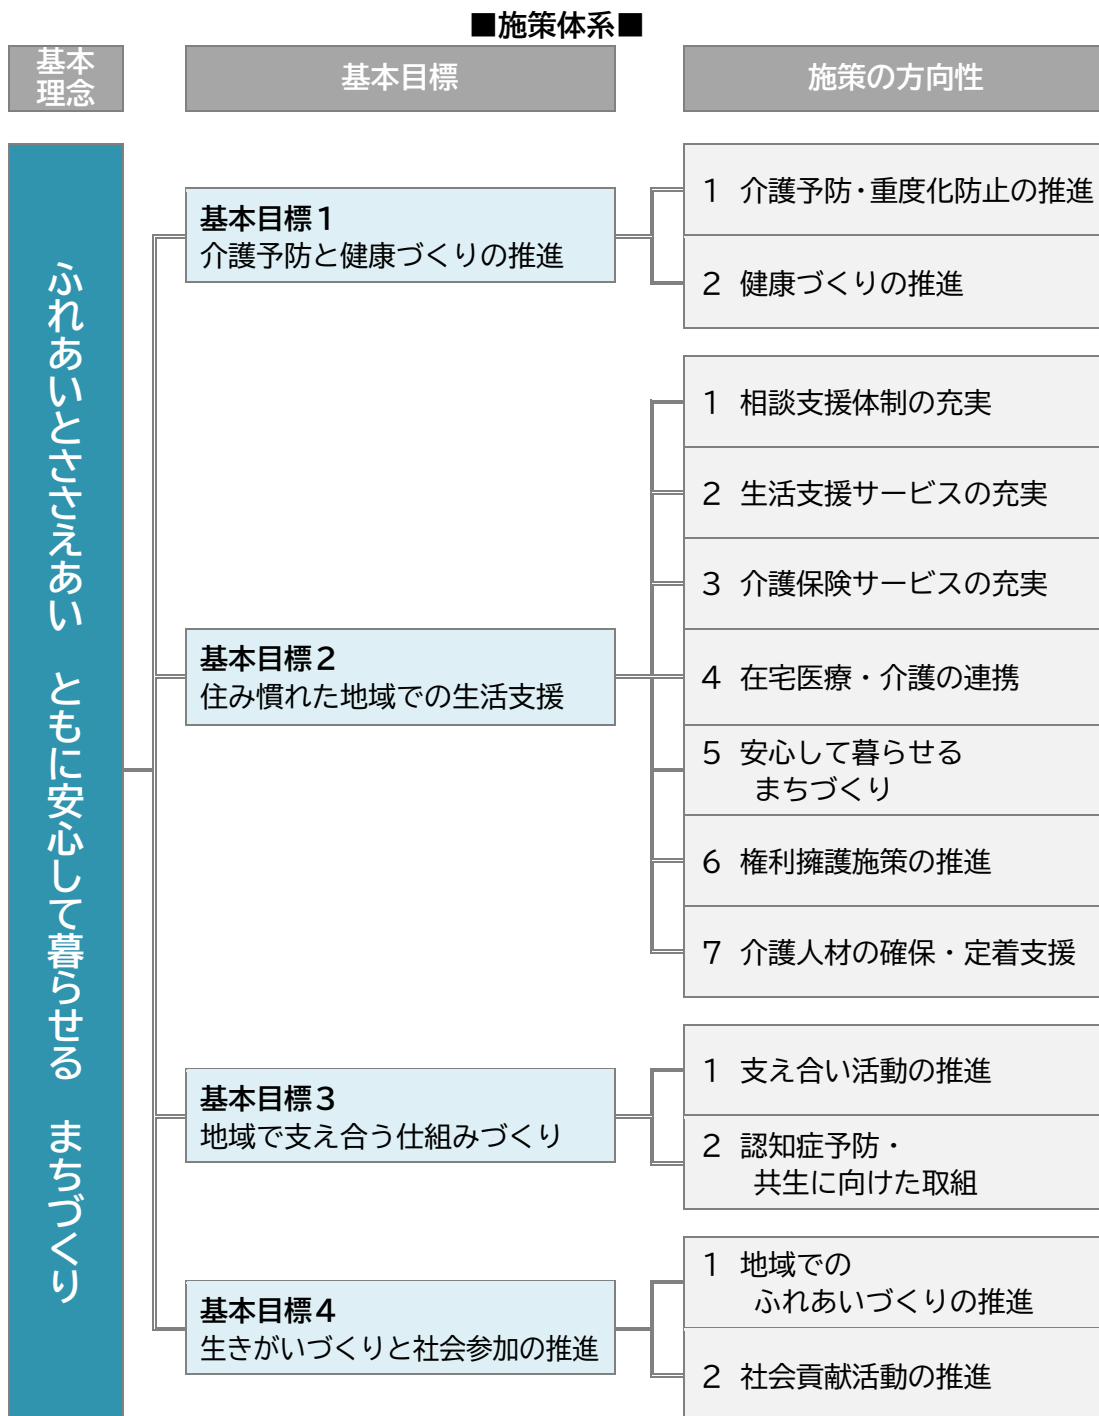 ■施策体系■
基本
理念
基本目標
施策の方向性
ふれあいとささえあい　ともに安心して暮らせる　まちづくり
基本目標1
介護予防と健康づくりの推進
1 介護予防・重度化防止の推進
2 健康づくりの推進
基本目標2
住み慣れた地域での生活支援
1 相談支援体制の充実
2 生活支援サービスの充実
3 介護保険サービスの充実
4 在宅医療・介護の連携
5 安心して暮らせる
まちづくり
6 権利擁護施策の推進
7 介護人材の確保・定着支援
基本目標3
地域で支え合う仕組みづくり
1 支え合い活動の推進
2 認知症予防・
共生に向けた取組
基本目標4
生きがいづくりと社会参加の推進
1 地域での
ふれあいづくりの推進
2 社会貢献活動の推進